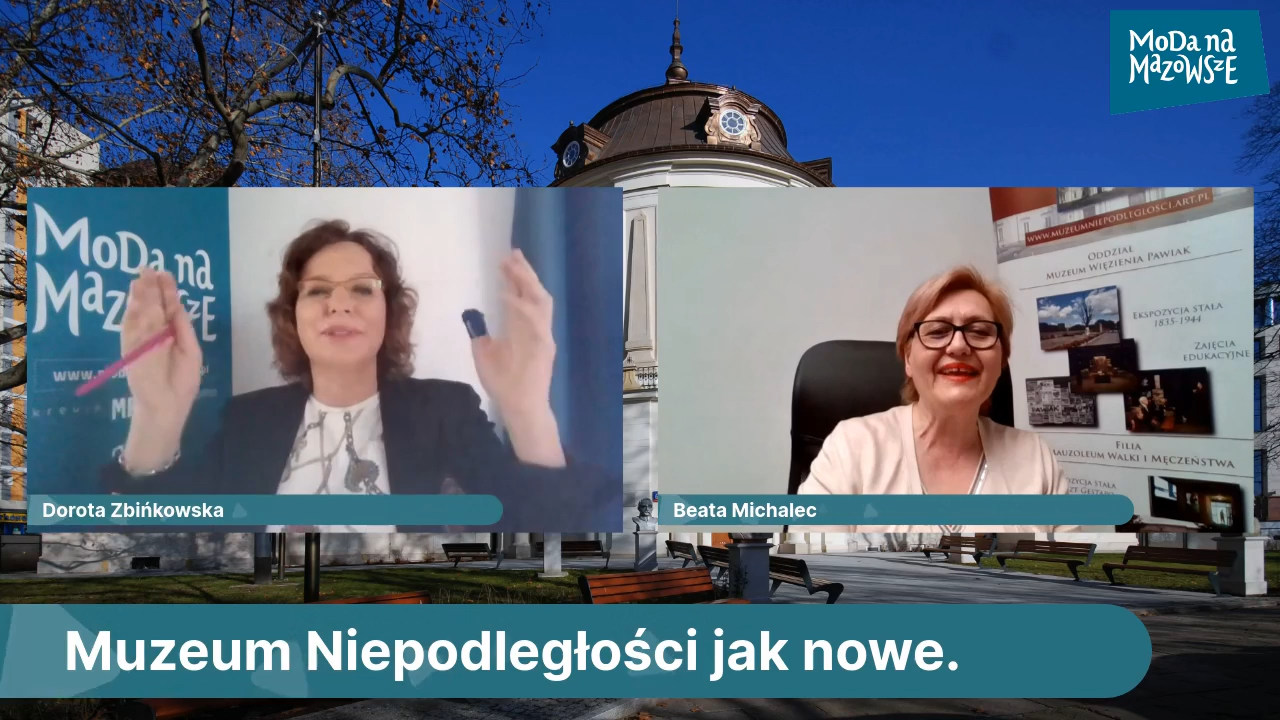 MoDa na
MazoWSzE
MoDa na
MazoWSzE
www.
WWW.MUZEUMNIEPODLEGLOSCI.ART.PL
ODDZIAŁ
MUZEUM WIĘZIENIA PAWIAK
EKSPOZYCJA STAŁA
1835-1944
ZAJĘCIA
EDUKACYJNE
FILIA
MAUZOLEUM WALKI I MĘCZEŃSTWA
STAŁA
Dorota Zbińkowska
Beata Michalec
Muzeum Niepodległości jak nowe.